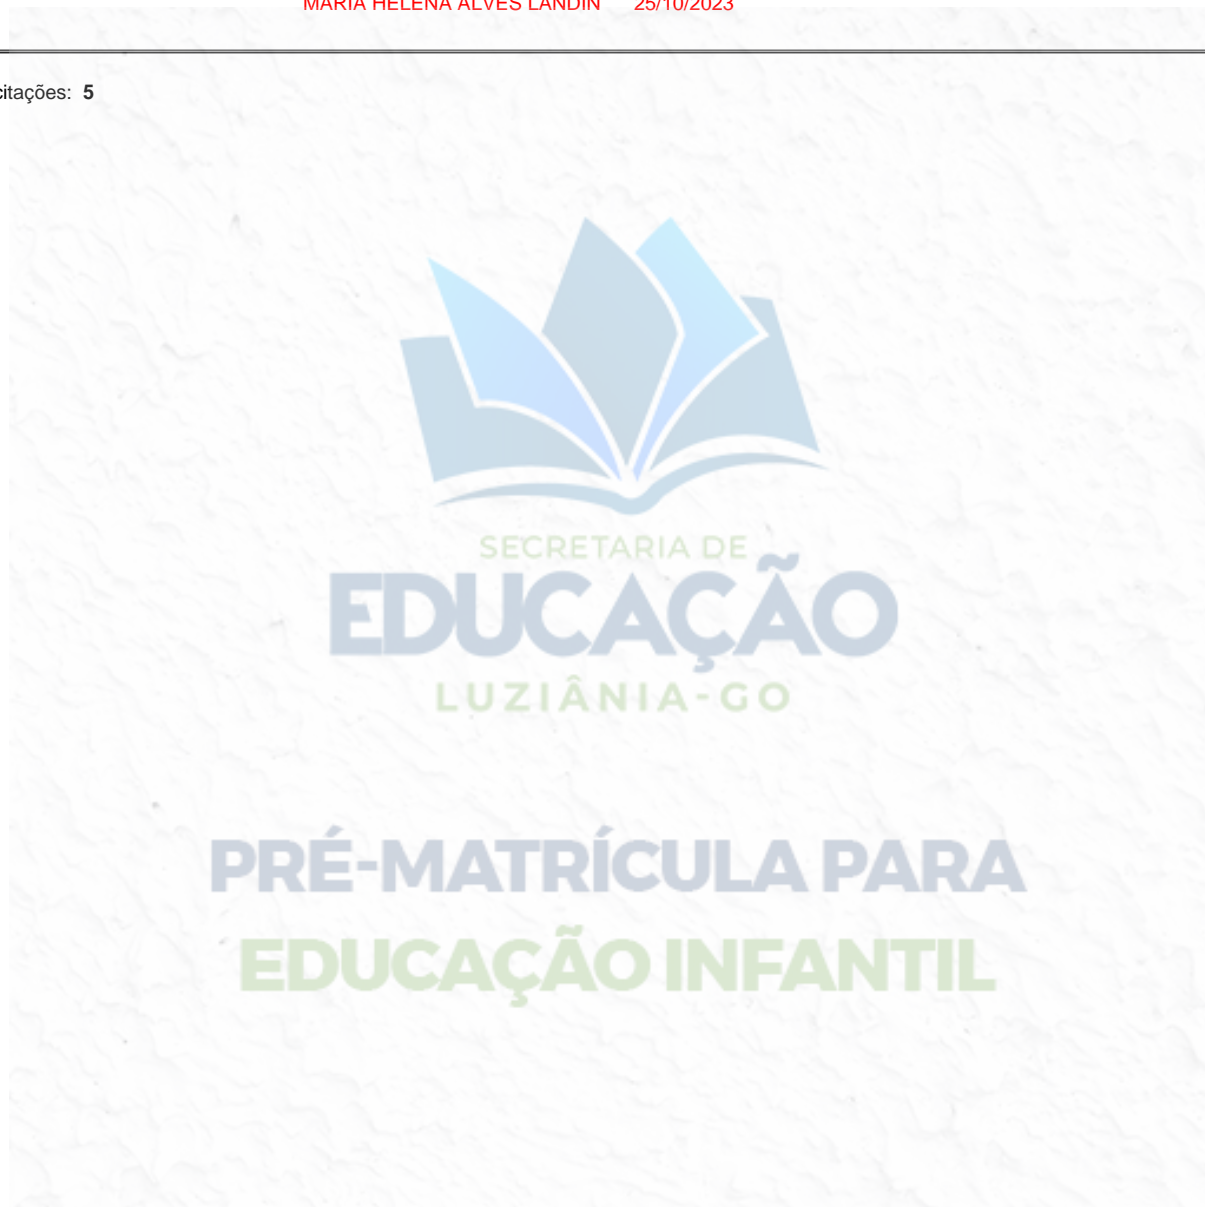 MARIA HELENA ALVES LANDIN 25/10/2023
citações: 5
SECRETARIA DE
EDUCAÇÃO
LUZIÂNIA-GO
PRÉ-MATRÍCULA PARA
EDUCAÇÃO INFANTIL